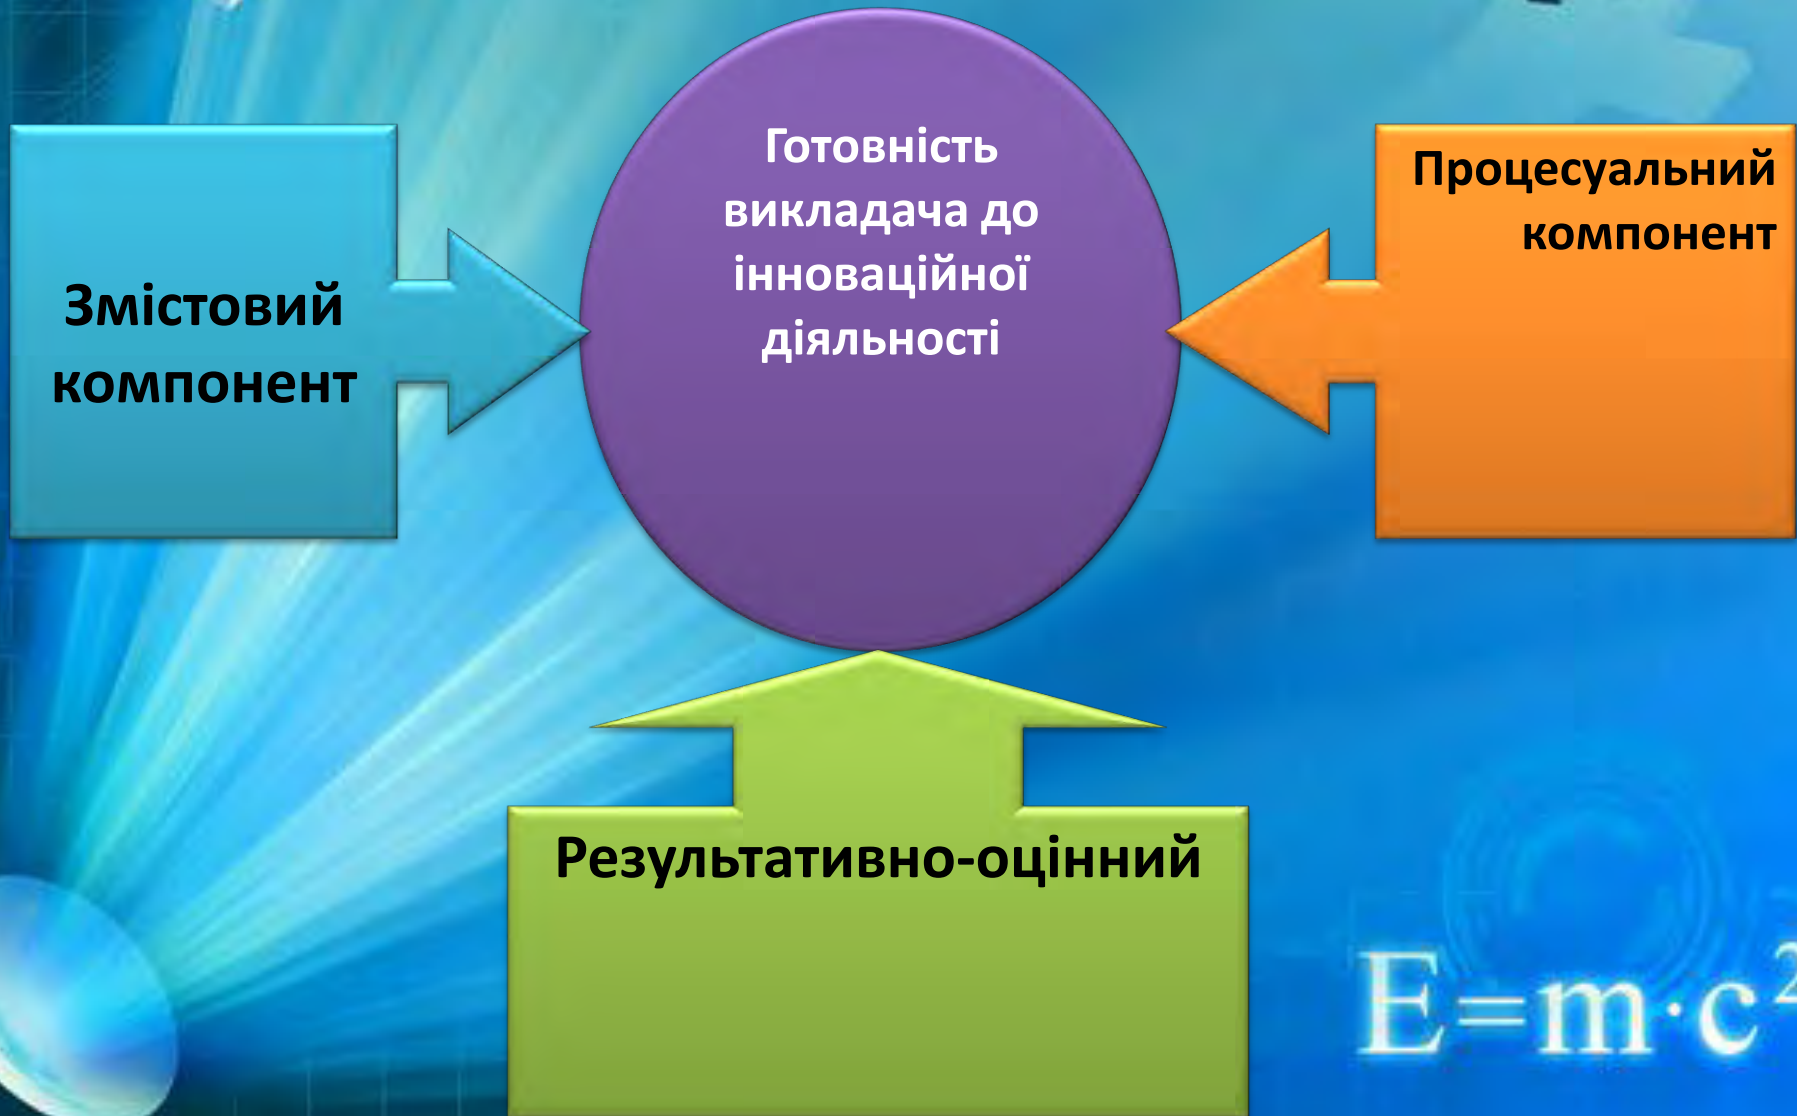 Готовність
викладача до
інноваційної
діяльності
Змістовий
компонент
Процесуальний
компонент
Результативно-оцінний
E=m·c²